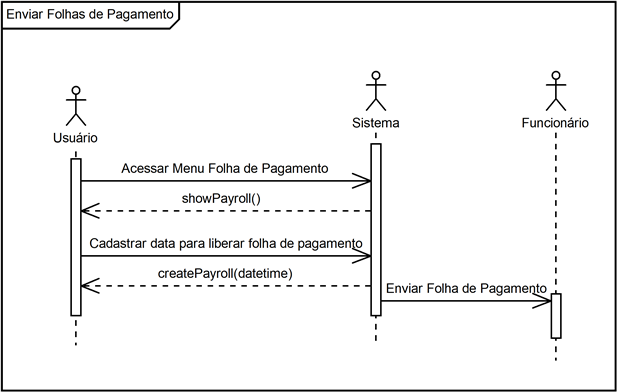 Enviar Folhas de Pagamento
Usuário
Sistema
Funcionário
Acessar Menu Folha de Pagamento
showPayroll()
Cadastrar data para liberar folha de pagamento
createPayroll(datetime)
Enviar Folha de Pagamento